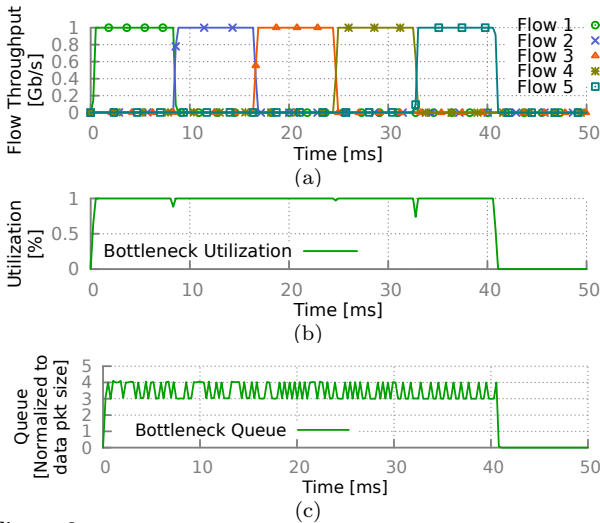 Flow Throughput
[Gb/s]
1
0.8
0.6
0.4
0.2
0
0 10 20 30 40 50
Time [ms]
Flow 1
Flow 2
Flow 3
Flow 4
Flow 5
(a)
Utilization
[%]
1
0.5
0
Bottleneck Utilization
0 10 20 30 40 50
Time [ms]
(b)
Queue
[Normalized to
data pkt size]
5
4
3
2
1
0
Bottleneck Queue
0 10 20 30 40 50
Time [ms]
(c)